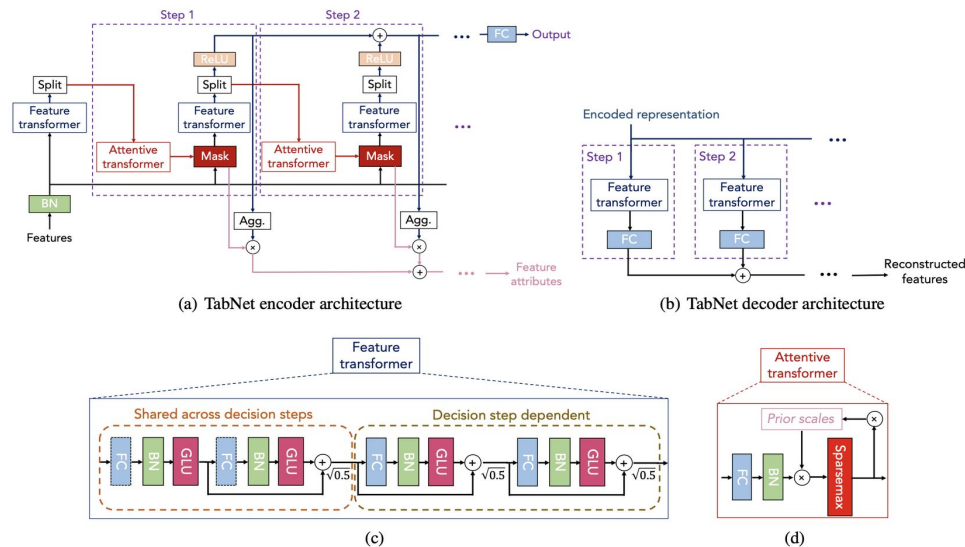 Step 1
Step 2
FC
Output
ReLU
ReLU
Split
Split
Split
Feature transformer
Feature transformer
Feature transformer
Attentive transformer
Mask
Attentive transformer
Mask
BN
Features
Agg.
Agg.
Feature attributes
(a) TabNet encoder architecture
Encoded representation
Step 1
Step 2
Feature transformer
Feature transformer
FC
FC
Reconstructed features
(b) TabNet decoder architecture
Feature transformer
Shared across decision steps
Decision step dependent
FC
BN
GLU
FC
BN
GLU
√0.5
FC
BN
GLU
√0.5
FC
BN
GLU
√0.5
(c)
Attentive transformer
Prior scales
FC
BN
Sparsemax
(d)